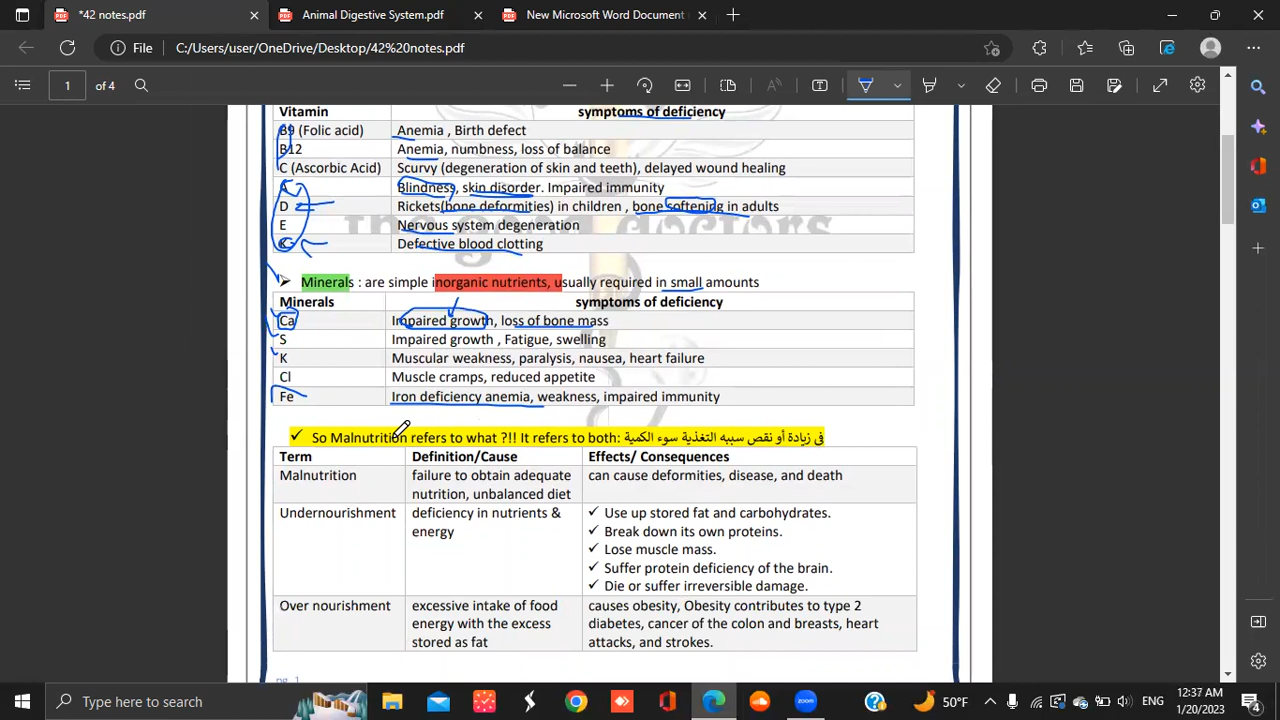 *42 notes.pdf
Animal Digestive System.pdf
New Microsoft Word Document
File
C:/Users/user/OneDrive/Desktop/42%20notes.pdf
1 of 4
Vitamin symptoms of deficiency
B9 (Folic acid) Anemia , Birth defect
B12 Anemia, numbness, loss of balance
C (Ascorbic Acid) Scurvy (degeneration of skin and teeth), delayed wound healing
A Blindness, skin disorder. Impaired immunity
D Rickets(bone deformities) in children , bone softening in adults
E Nervous system degeneration
K Defective blood clotting
the good doctors
➢ Minerals : are simple inorganic nutrients, usually required in small amounts
Minerals symptoms of deficiency
Ca Impaired growth, loss of bone mass
S Impaired growth , Fatigue, swelling
K Muscular weakness, paralysis, nausea, heart failure
Cl Muscle cramps, reduced appetite
Fe Iron deficiency anemia, weakness, impaired immunity
✓ So Malnutrition refers to what ?!! It refers to both: فى زيادة أو نقص سببه التغذية سوء الكمية
Term Definition/Cause Effects/ Consequences
Malnutrition failure to obtain adequate can cause deformities, disease, and death
nutrition, unbalanced diet
Undernourishment deficiency in nutrients & ✓ Use up stored fat and carbohydrates.
energy ✓ Break down its own proteins.
✓ Lose muscle mass.
✓ Suffer protein deficiency of the brain.
✓ Die or suffer irreversible damage.
Over nourishment excessive intake of food causes obesity, Obesity contributes to type 2
energy with the excess diabetes, cancer of the colon and breasts, heart
stored as fat attacks, and strokes.
pg. 1
Type here to search
50°F
ENG
12:37 AM
1/20/2023
4